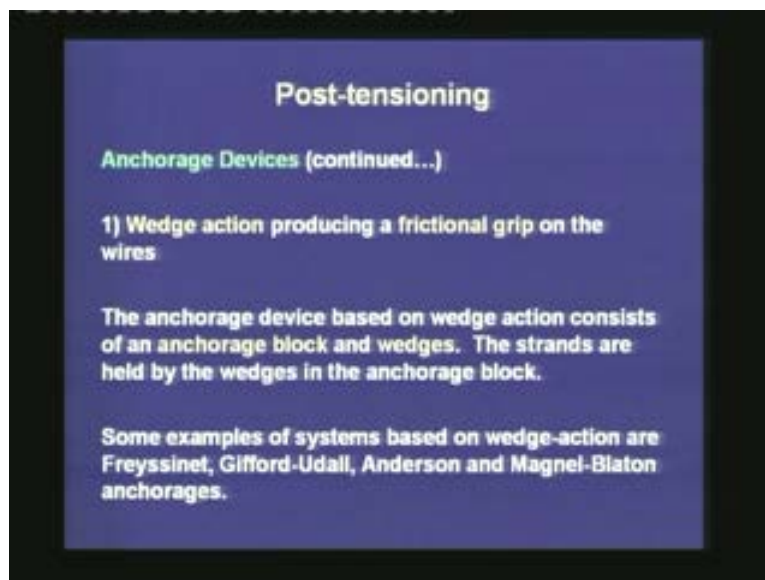 Post-tensioning
Anchorage Devices (continued...)
1) Wedge action producing a frictional grip on the
wires
The anchorage device based on wedge action consists
of an anchorage block and wedges. The strands are
held by the wedges in the anchorage block.
Some examples of systems based on wedge-action are
Freyssinet, Gifford-Udall, Anderson and Magnel-Blaton
anchorages.